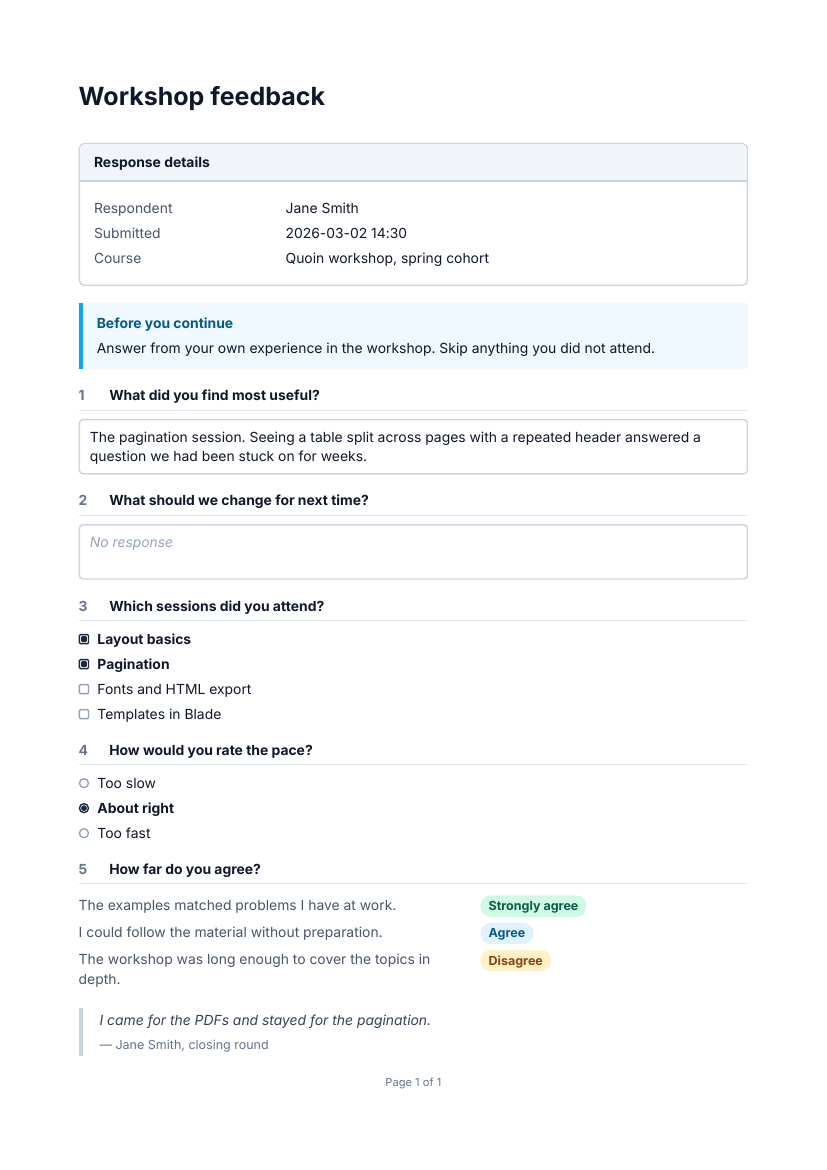 Workshop feedback
Response details
Respondent Jane Smith
Submitted 2026-03-02 14:30
Course Quoin workshop, spring cohort
Before you continue
Answer from your own experience in the workshop. Skip anything you did not attend.
1 What did you find most useful?
The pagination session. Seeing a table split across pages with a repeated header answered a
question we had been stuck on for weeks.
2 What should we change for next time?
No response
3 Which sessions did you attend?
Layout basics
Pagination
Fonts and HTML export
Templates in Blade
4 How would you rate the pace?
Too slow
About right
Too fast
5 How far do you agree?
The examples matched problems I have at work. Strongly agree
I could follow the material without preparation. Agree
The workshop was long enough to cover the topics in Disagree
depth.
I came for the PDFs and stayed for the pagination.
— Jane Smith, closing round
Page 1 of 1